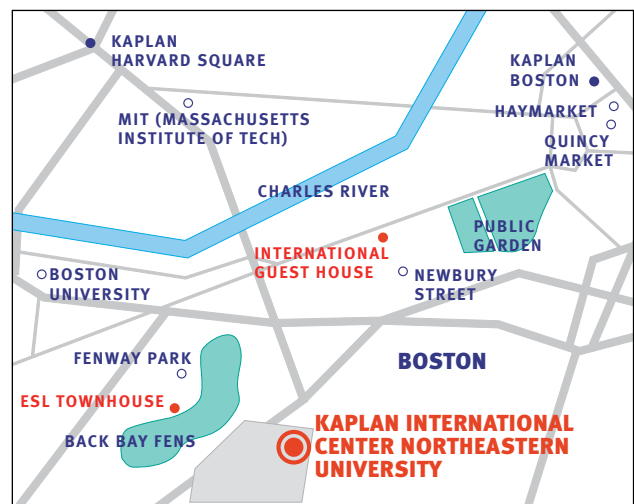 KAPLAN
HARVARD SQUARE
KAPLAN
BOSTON
HAYMARKET
MIT (MASSACHUSETTS
INSTITUTE OF TECH)
QUINCY
MARKET
CHARLES RIVER
PUBLIC
GARDEN
INTERNATIONAL
GUEST HOUSE
BOSTON
UNIVERSITY
NEWBURY
STREET
FENWAY PARK
BOSTON
ESL TOWNHOUSE
BACK BAY FENS
KAPLAN INTERNATIONAL
CENTER NORTHEASTERN
UNIVERSITY